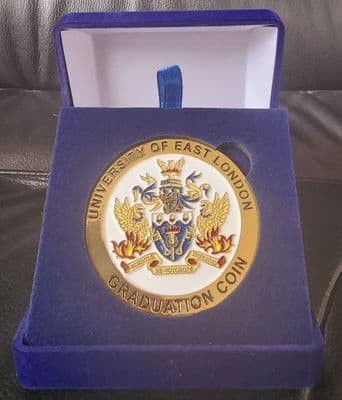 UNIVERSITY OF EAST LONDON
GRADUATION COIN